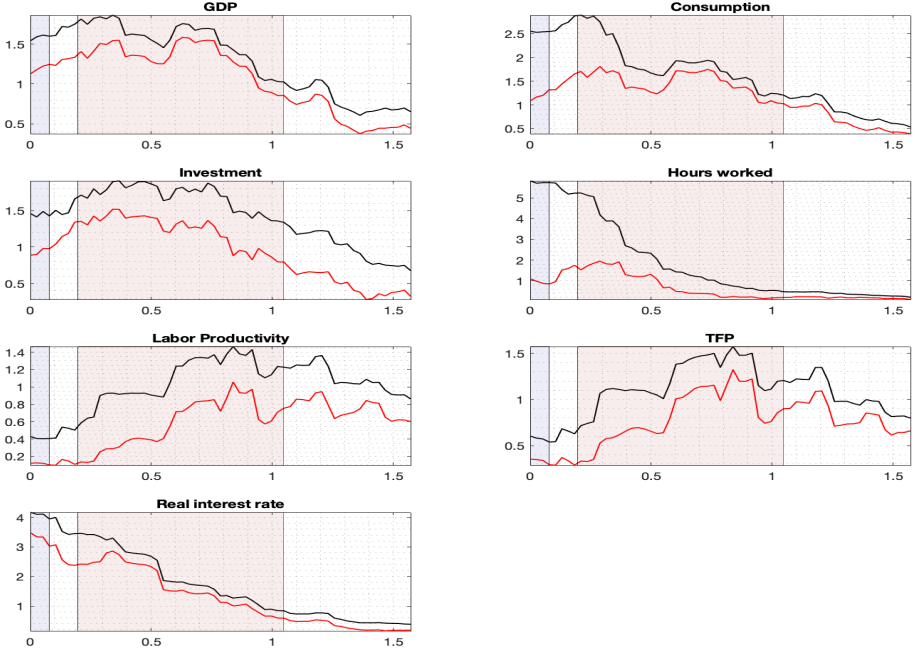 GDP
1.5
1
0.5
0 0.5 1 1.5
Consumption
2.5
2
1.5
1
0.5
0 0.5 1 1.5
Investment
1.5
1
0.5
0 0.5 1 1.5
Hours worked
5
4
3
2
1
0 0.5 1 1.5
Labor Productivity
1.4
1.2
1
0.8
0.6
0.4
0.2
0 0.5 1 1.5
TFP
1.5
1
0.5
0 0.5 1 1.5
Real interest rate
4
3
2
1
0 0.5 1 1.5